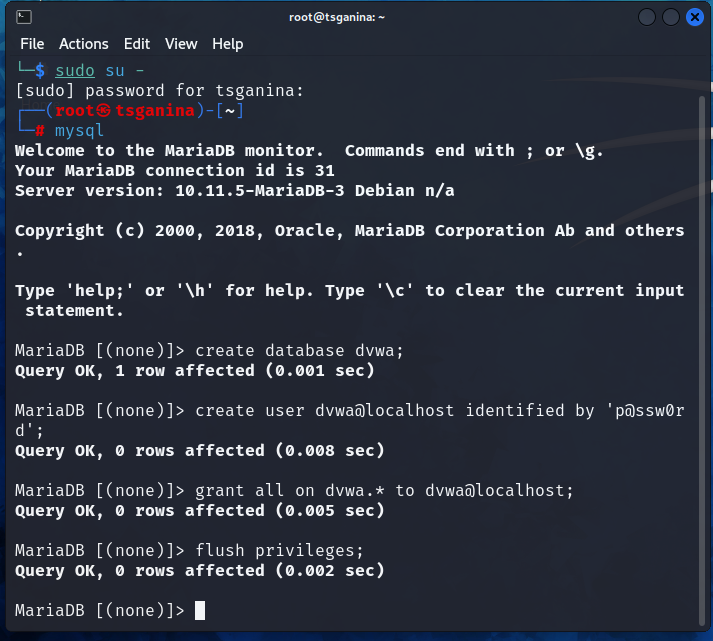 root@tsganina: ~
File Actions Edit View Help
└─$ sudo su -
[sudo] password for tsganina:
┌──(root㉿tsganina)-[~]
└─# mysql
Welcome to the MariaDB monitor.  Commands end with ; or \g.
Your MariaDB connection id is 31
Server version: 10.11.5-MariaDB-3 Debian n/a
Copyright (c) 2000, 2018, Oracle, MariaDB Corporation Ab and others
.
Type 'help;' or '\h' for help. Type '\c' to clear the current input
 statement.
MariaDB [(none)]> create database dvwa;
Query OK, 1 row affected (0.001 sec)
MariaDB [(none)]> create user dvwa@localhost identified by 'p@ssw0r
d';
Query OK, 0 rows affected (0.008 sec)
MariaDB [(none)]> grant all on dvwa.* to dvwa@localhost;
Query OK, 0 rows affected (0.005 sec)
MariaDB [(none)]> flush privileges;
Query OK, 0 rows affected (0.002 sec)
MariaDB [(none)]>